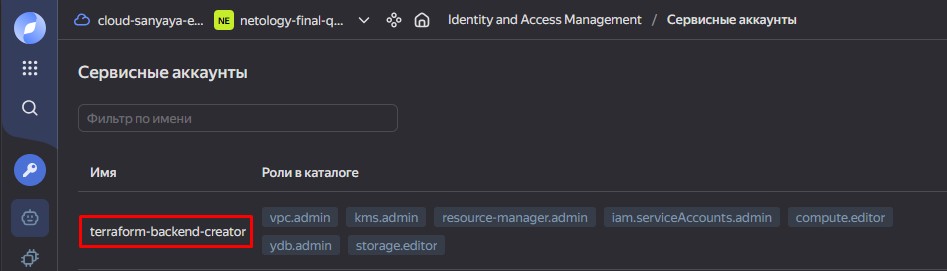 cloud-sanyaya-e... NE netology-final-q... Identity and Access Management / Сервисные аккаунты
Сервисные аккаунты
Фильтр по имени
Имя Роли в каталоге
terraform-backend-creator vpc.admin kms.admin resource-manager.admin iam.serviceAccounts.admin compute.editor
ydb.admin storage.editor